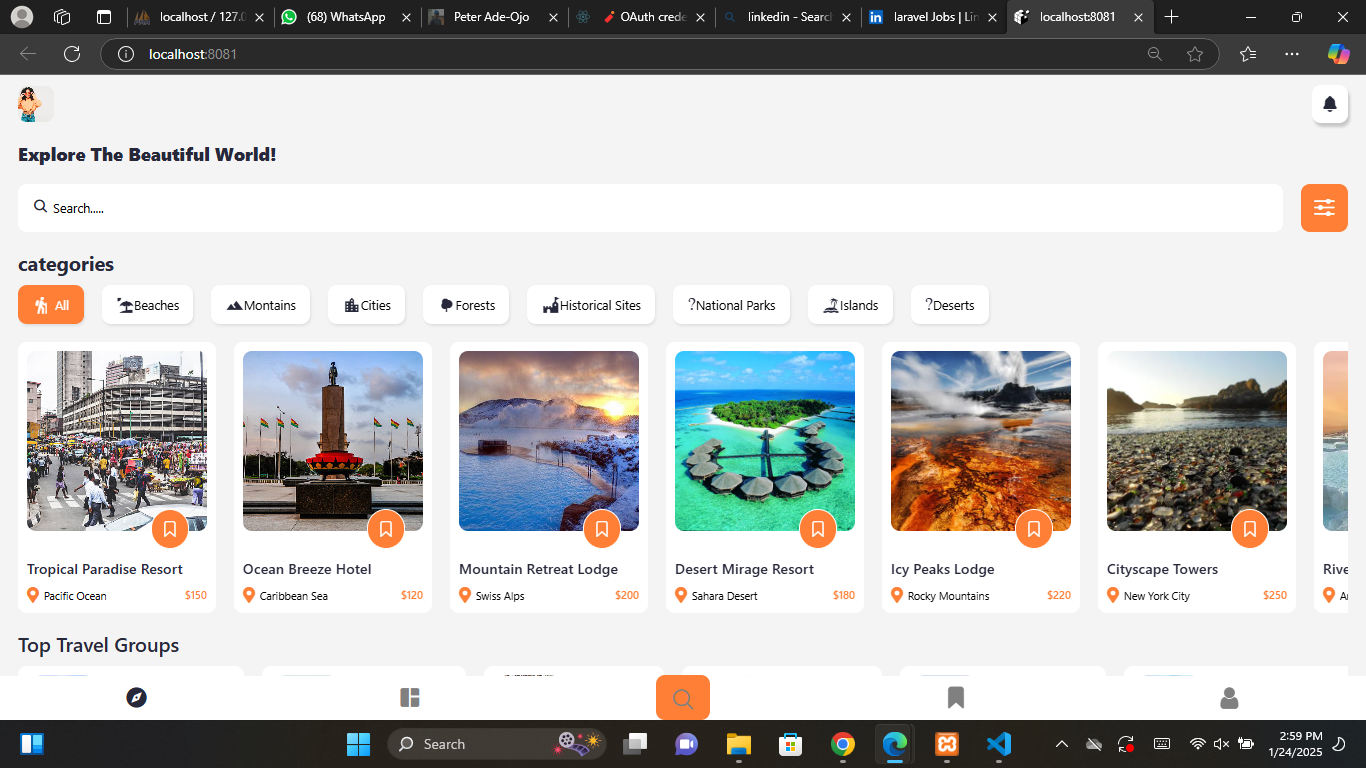 localhost / 127.0
(68) WhatsApp
Peter Ade-Ojo
OAuth crede
linkedin - Search
laravel Jobs | Lin
localhost:8081
localhost:8081
Explore The Beautiful World!
Search.....
categories
All
Beaches
Montains
Cities
Forests
Historical Sites
?National Parks
Islands
?Deserts
Tropical Paradise Resort
Ocean Breeze Hotel
Mountain Retreat Lodge
Desert Mirage Resort
Icy Peaks Lodge
Cityscape Towers
Rive
Pacific Ocean $150
Caribbean Sea $120
Swiss Alps $200
Sahara Desert $180
Rocky Mountains $220
New York City $250
Top Travel Groups
Search
2:59 PM
1/24/2025